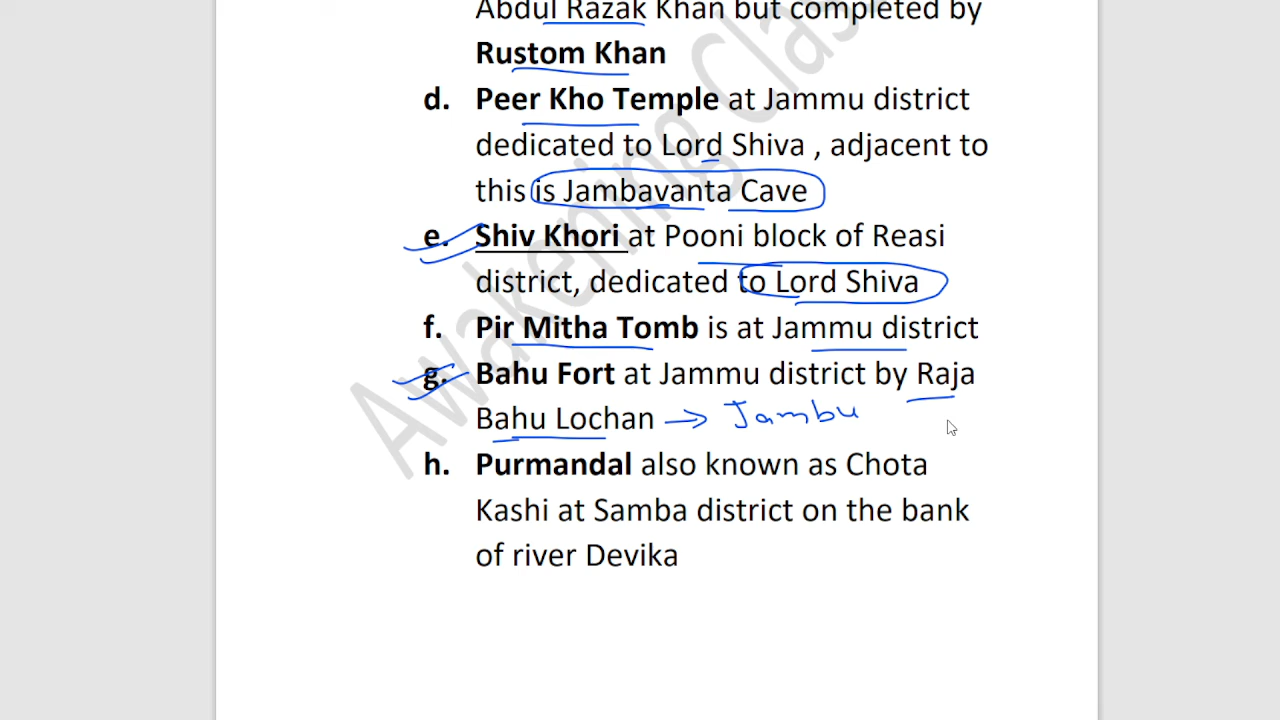 Abdul Razak Khan but completed by
Rustom Khan
d. Peer Kho Temple at Jammu district
dedicated to Lord Shiva , adjacent to
this is Jambavanta Cave
e. Shiv Khori at Pooni block of Reasi
district, dedicated to Lord Shiva
f. Pir Mitha Tomb is at Jammu district
g. Bahu Fort at Jammu district by Raja
Bahu Lochan → Jambu
h. Purmandal also known as Chota
Kashi at Samba district on the bank
of river Devika
Awakening Clas